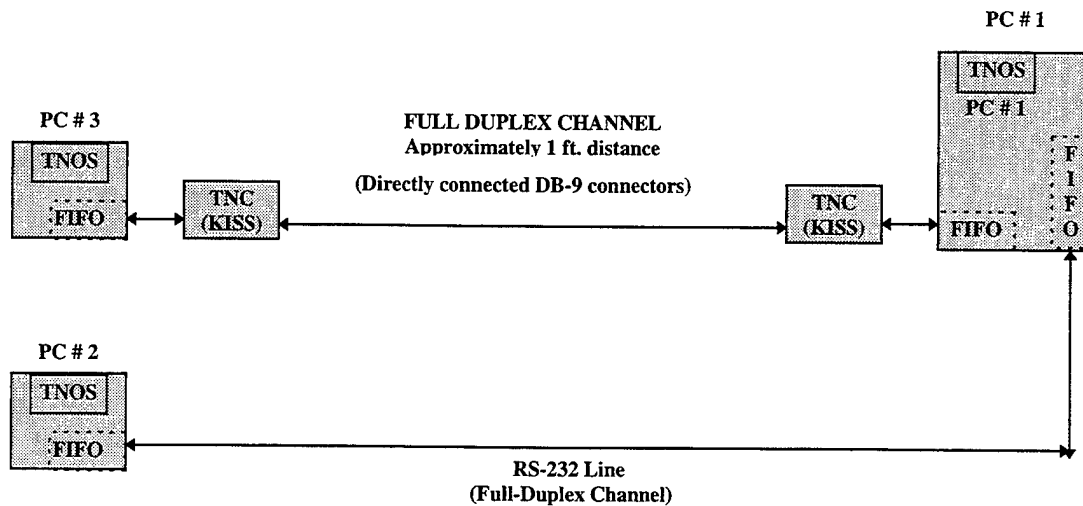 PC # 1
TNOS
PC # 1
F
I
F
O
FIFO
PC # 3
TNOS
FIFO
TNC
(KISS)
FULL DUPLEX CHANNEL
Approximately 1 ft. distance
(Directly connected DB-9 connectors)
TNC
(KISS)
PC # 2
TNOS
FIFO
RS-232 Line
(Full-Duplex Channel)